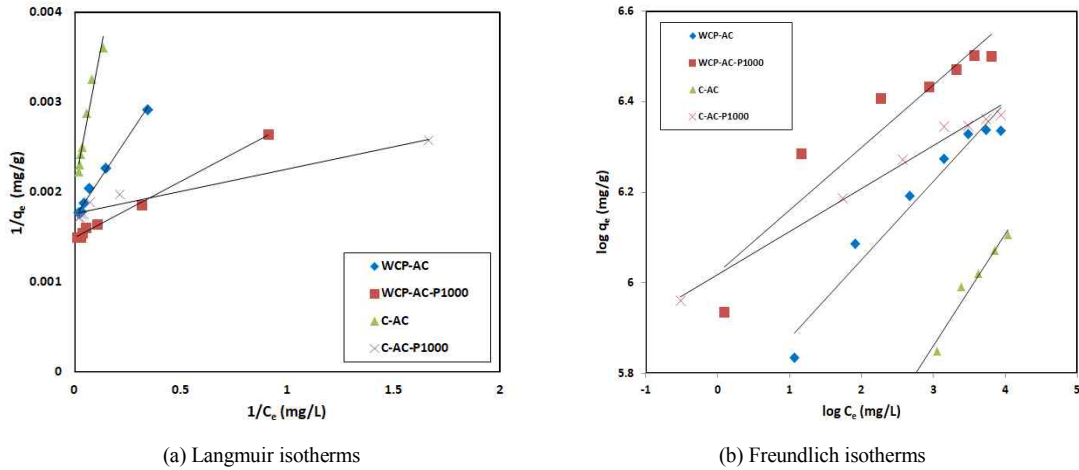 0.004
0.003
0.002
0.001
0
1/qe (mg/g)
0
0.5
1
1.5
2
1/Ce (mg/L)
WCP-AC
WCP-AC-P1000
C-AC
C-AC-P1000
(a) Langmuir isotherms
6.6
6.4
6.2
6
5.8
log qe (mg/g)
-1
0
1
2
3
4
5
log Ce (mg/L)
WCP-AC
WCP-AC-P1000
C-AC
C-AC-P1000
(b) Freundlich isotherms